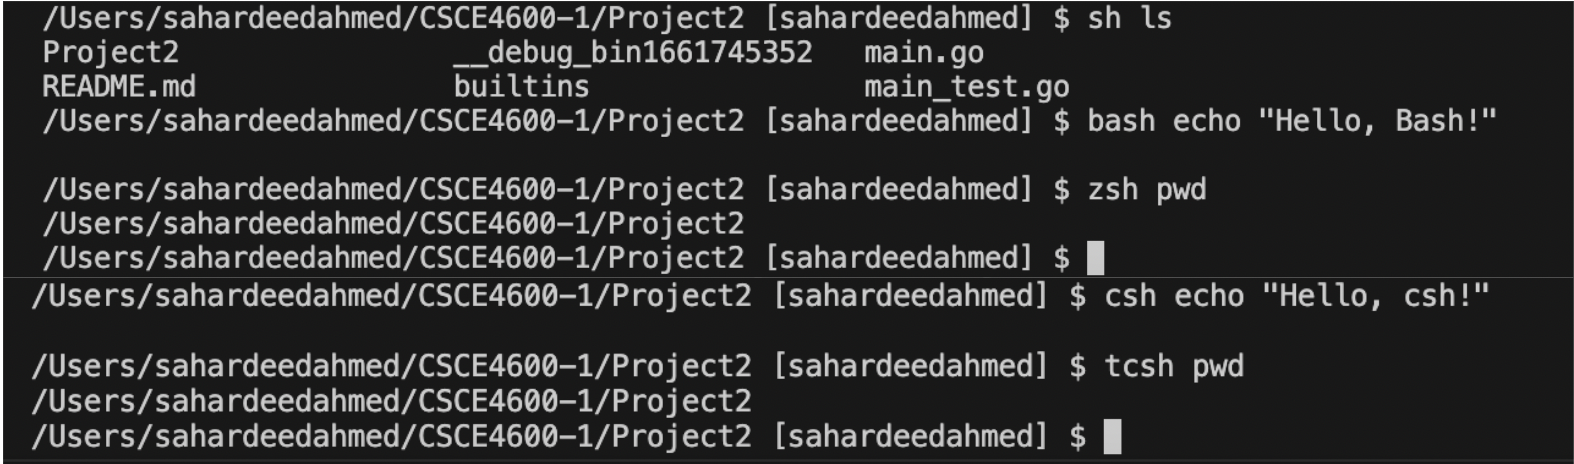 /Users/sahardeedahmed/CSCE4600-1/Project2 [sahardeedahmed] $ sh ls
Project2 __debug_bin1661745352 main.go
README.md builtins main_test.go
/Users/sahardeedahmed/CSCE4600-1/Project2 [sahardeedahmed] $ bash echo "Hello, Bash!"
/Users/sahardeedahmed/CSCE4600-1/Project2 [sahardeedahmed] $ zsh pwd
/Users/sahardeedahmed/CSCE4600-1/Project2
/Users/sahardeedahmed/CSCE4600-1/Project2 [sahardeedahmed] $
/Users/sahardeedahmed/CSCE4600-1/Project2 [sahardeedahmed] $ csh echo "Hello, csh!"
/Users/sahardeedahmed/CSCE4600-1/Project2 [sahardeedahmed] $ tcsh pwd
/Users/sahardeedahmed/CSCE4600-1/Project2
/Users/sahardeedahmed/CSCE4600-1/Project2 [sahardeedahmed] $